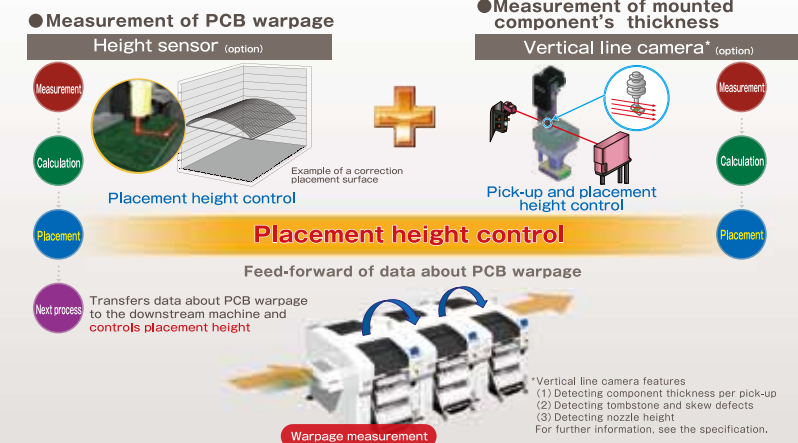 ●Measurement of PCB warpage
Height sensor (option)
Measurement
Calculation
Placement
Next process
Example of a correction
placement surface
Placement height control
●Measurement of mounted
component's thickness
Vertical line camera* (option)
Measurement
Calculation
Placement
Pick-up and placement
height control
Placement height control
Feed-forward of data about PCB warpage
Transfers data about PCB warpage
to the downstream machine and
controls placement height
Warpage measurement
*Vertical line camera features
(1) Detecting component thickness per pick-up
(2) Detecting tombstone and skew defects
(3) Detecting nozzle height
For further information, see the specification.